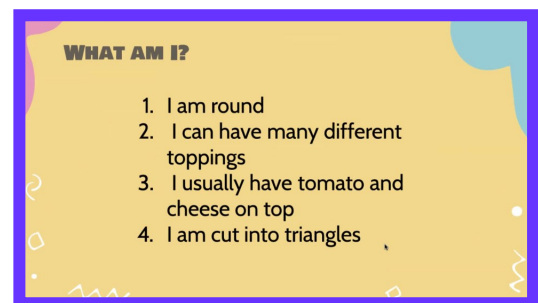 WHAT AM I?
1. I am round
2. I can have many different
toppings
3. I usually have tomato and
cheese on top
4. I am cut into triangles